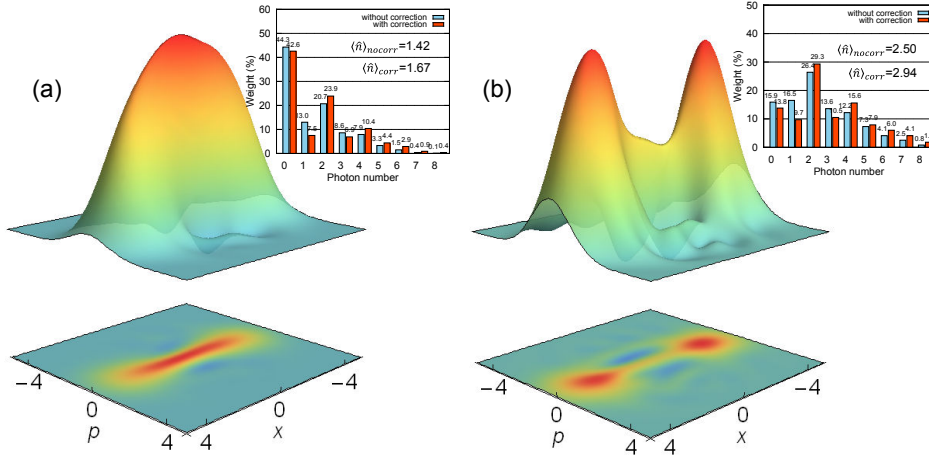 (a)
Weight (%)
60
50
40
30
20
10
0
without correction
with correction
⟨n̂⟩nocorr=1.42
⟨n̂⟩corr=1.67
44.3 42.6
13.0 7.5
20.7 23.9
8.6 6.9
7.9 10.4
3.3 4.4
1.5 2.9
0.4 0.9
0.1 0.4
0 1 2 3 4 5 6 7 8
Photon number
(b)
Weight (%)
50
40
30
20
10
0
without correction
with correction
⟨n̂⟩nocorr=2.50
⟨n̂⟩corr=2.94
15.9 13.8
16.5 9.7
26.4 29.3
13.6 10.5
12.2 15.6
7.3 7.9
4.1 6.0
2.5 4.1
0.8
0 1 2 3 4 5 6 7 8
Photon number
−4 0 4
p
−4 0 4
x
−4 0 4
p
−4 0 4
x